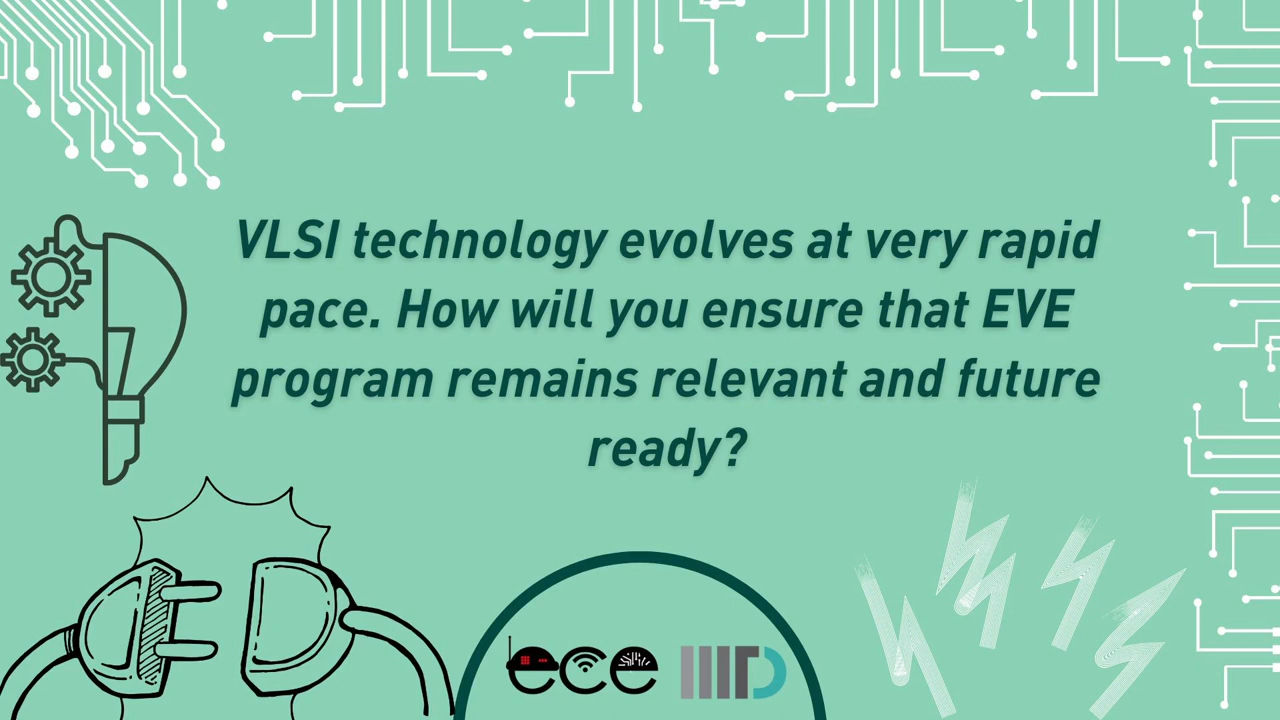 VLSI technology evolves at very rapid
pace. How will you ensure that EVE
program remains relevant and future
ready?
ece IIITD